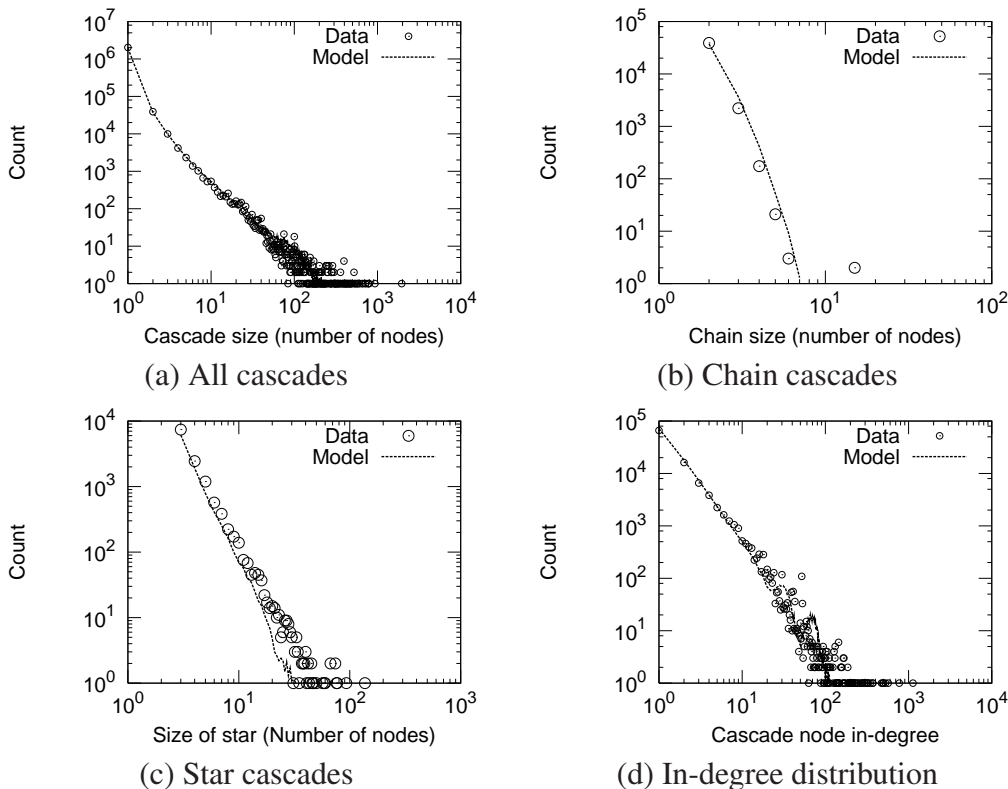 10^7
10^6
10^5
10^4
10^3
10^2
10^1
10^0
10^0 10^1 10^2 10^3 10^4
Count
Data
Model
Cascade size (number of nodes)
(a) All cascades
10^5
10^4
10^3
10^2
10^1
10^0
10^0 10^1 10^2
Count
Data
Model
Chain size (number of nodes)
(b) Chain cascades
10^4
10^3
10^2
10^1
10^0
10^0 10^1 10^2 10^3
Count
Data
Model
Size of star (Number of nodes)
(c) Star cascades
10^5
10^4
10^3
10^2
10^1
10^0
10^0 10^1 10^2 10^3 10^4
Count
Data
Model
Cascade node in-degree
(d) In-degree distribution